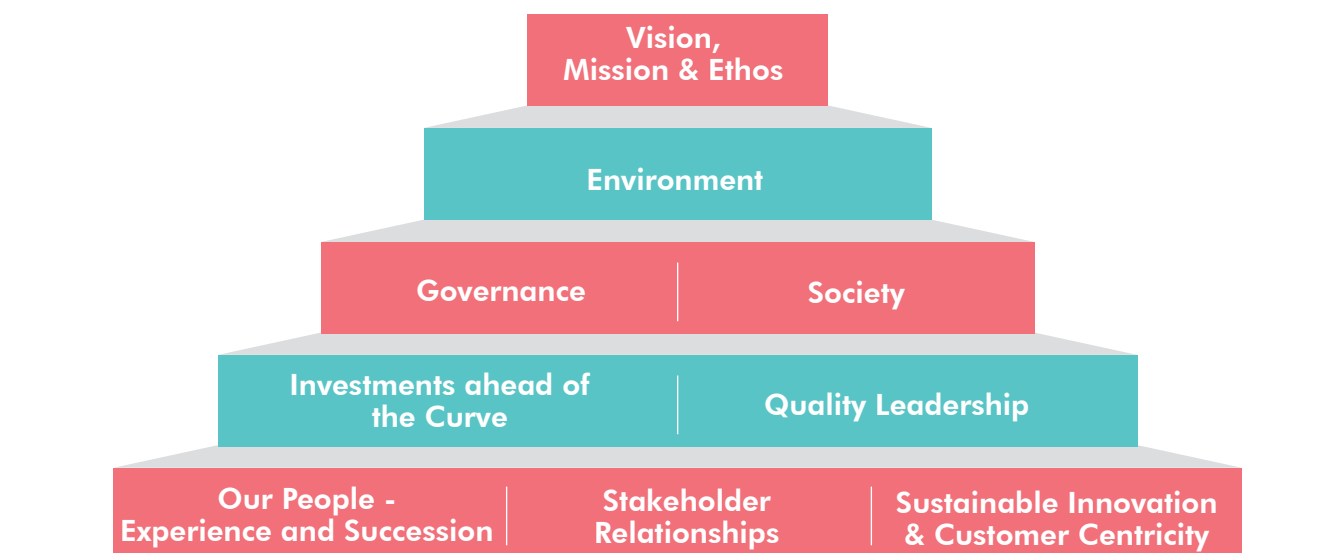 Vision,
Mission & Ethos
Environment
Governance
Society
Investments ahead of
the Curve
Quality Leadership
Our People -
Experience and Succession
Stakeholder
Relationships
Sustainable Innovation
& Customer Centricity